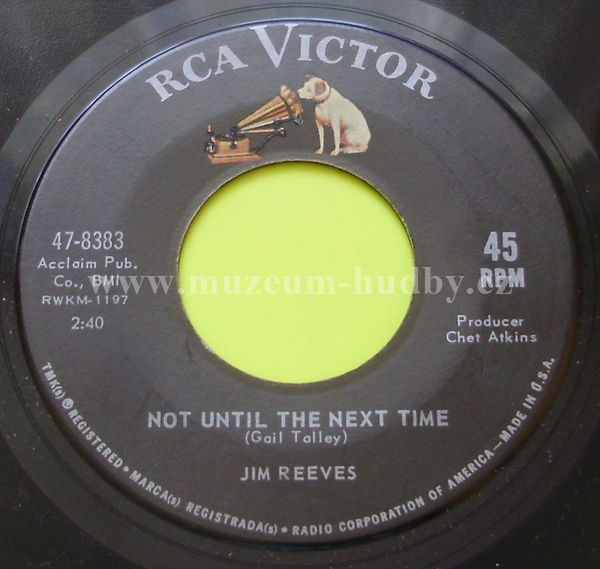 RCA VICTOR
47-8383
Acclaim Pub.
Co., BMI
RWKM-1197
2:40
45
RPM
Producer
Chet Atkins
www.muzeum-hudby.cz
NOT UNTIL THE NEXT TIME
(Gail Talley)
JIM REEVES
TMK(s) ® REGISTERED • MARCA(s) REGISTRADA(s) • RADIO CORPORATION OF AMERICA—MADE IN U.S.A.